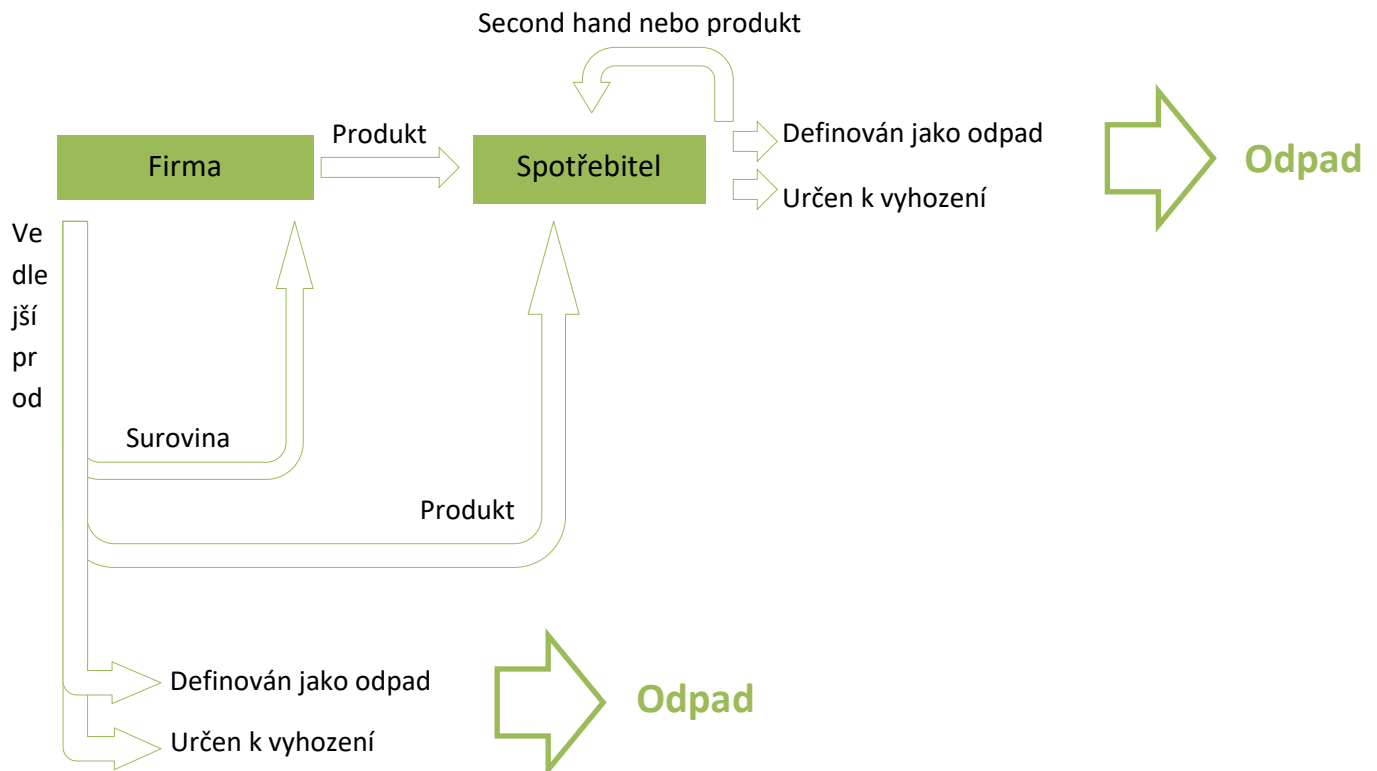 Second hand nebo produkt
Produkt
Definován jako odpad
Firma
Spotřebitel
Odpad
Určen k vyhození
Ve
dle
jší
pr
od
Surovina
Produkt
Definován jako odpad
Odpad
Určen k vyhození